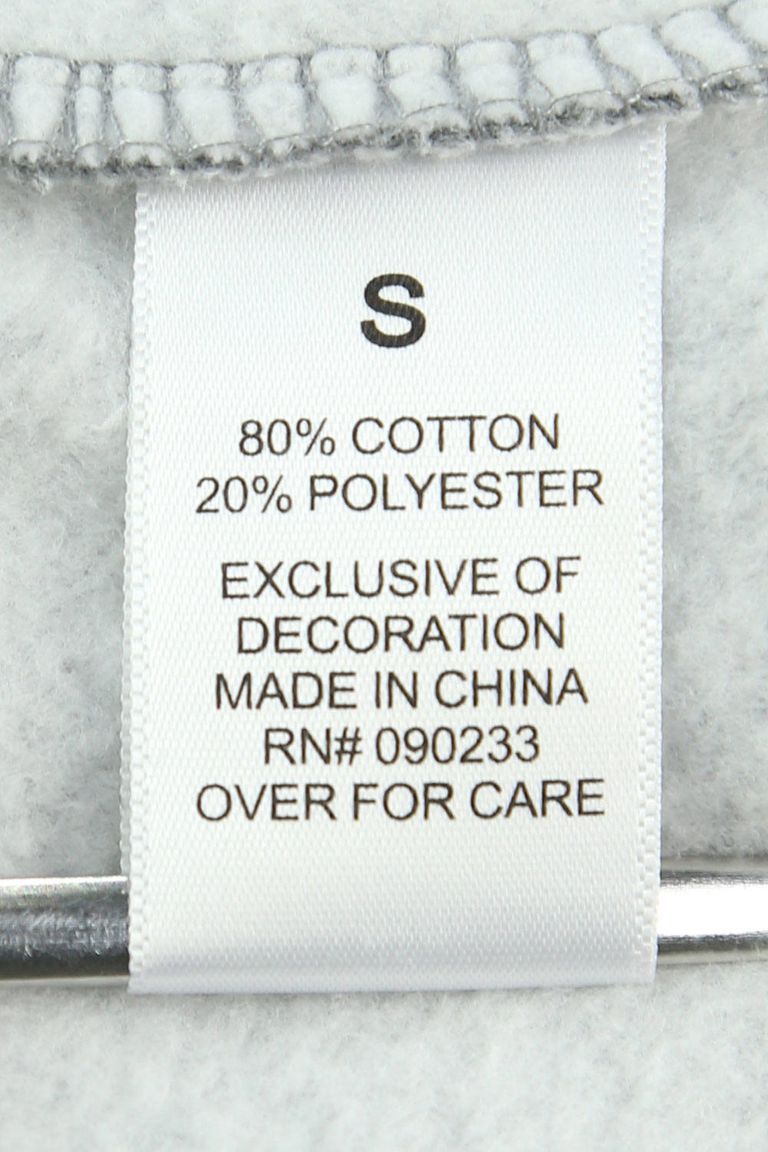 S
80% COTTON
20% POLYESTER
EXCLUSIVE OF
DECORATION
MADE IN CHINA
RN# 090233
OVER FOR CARE